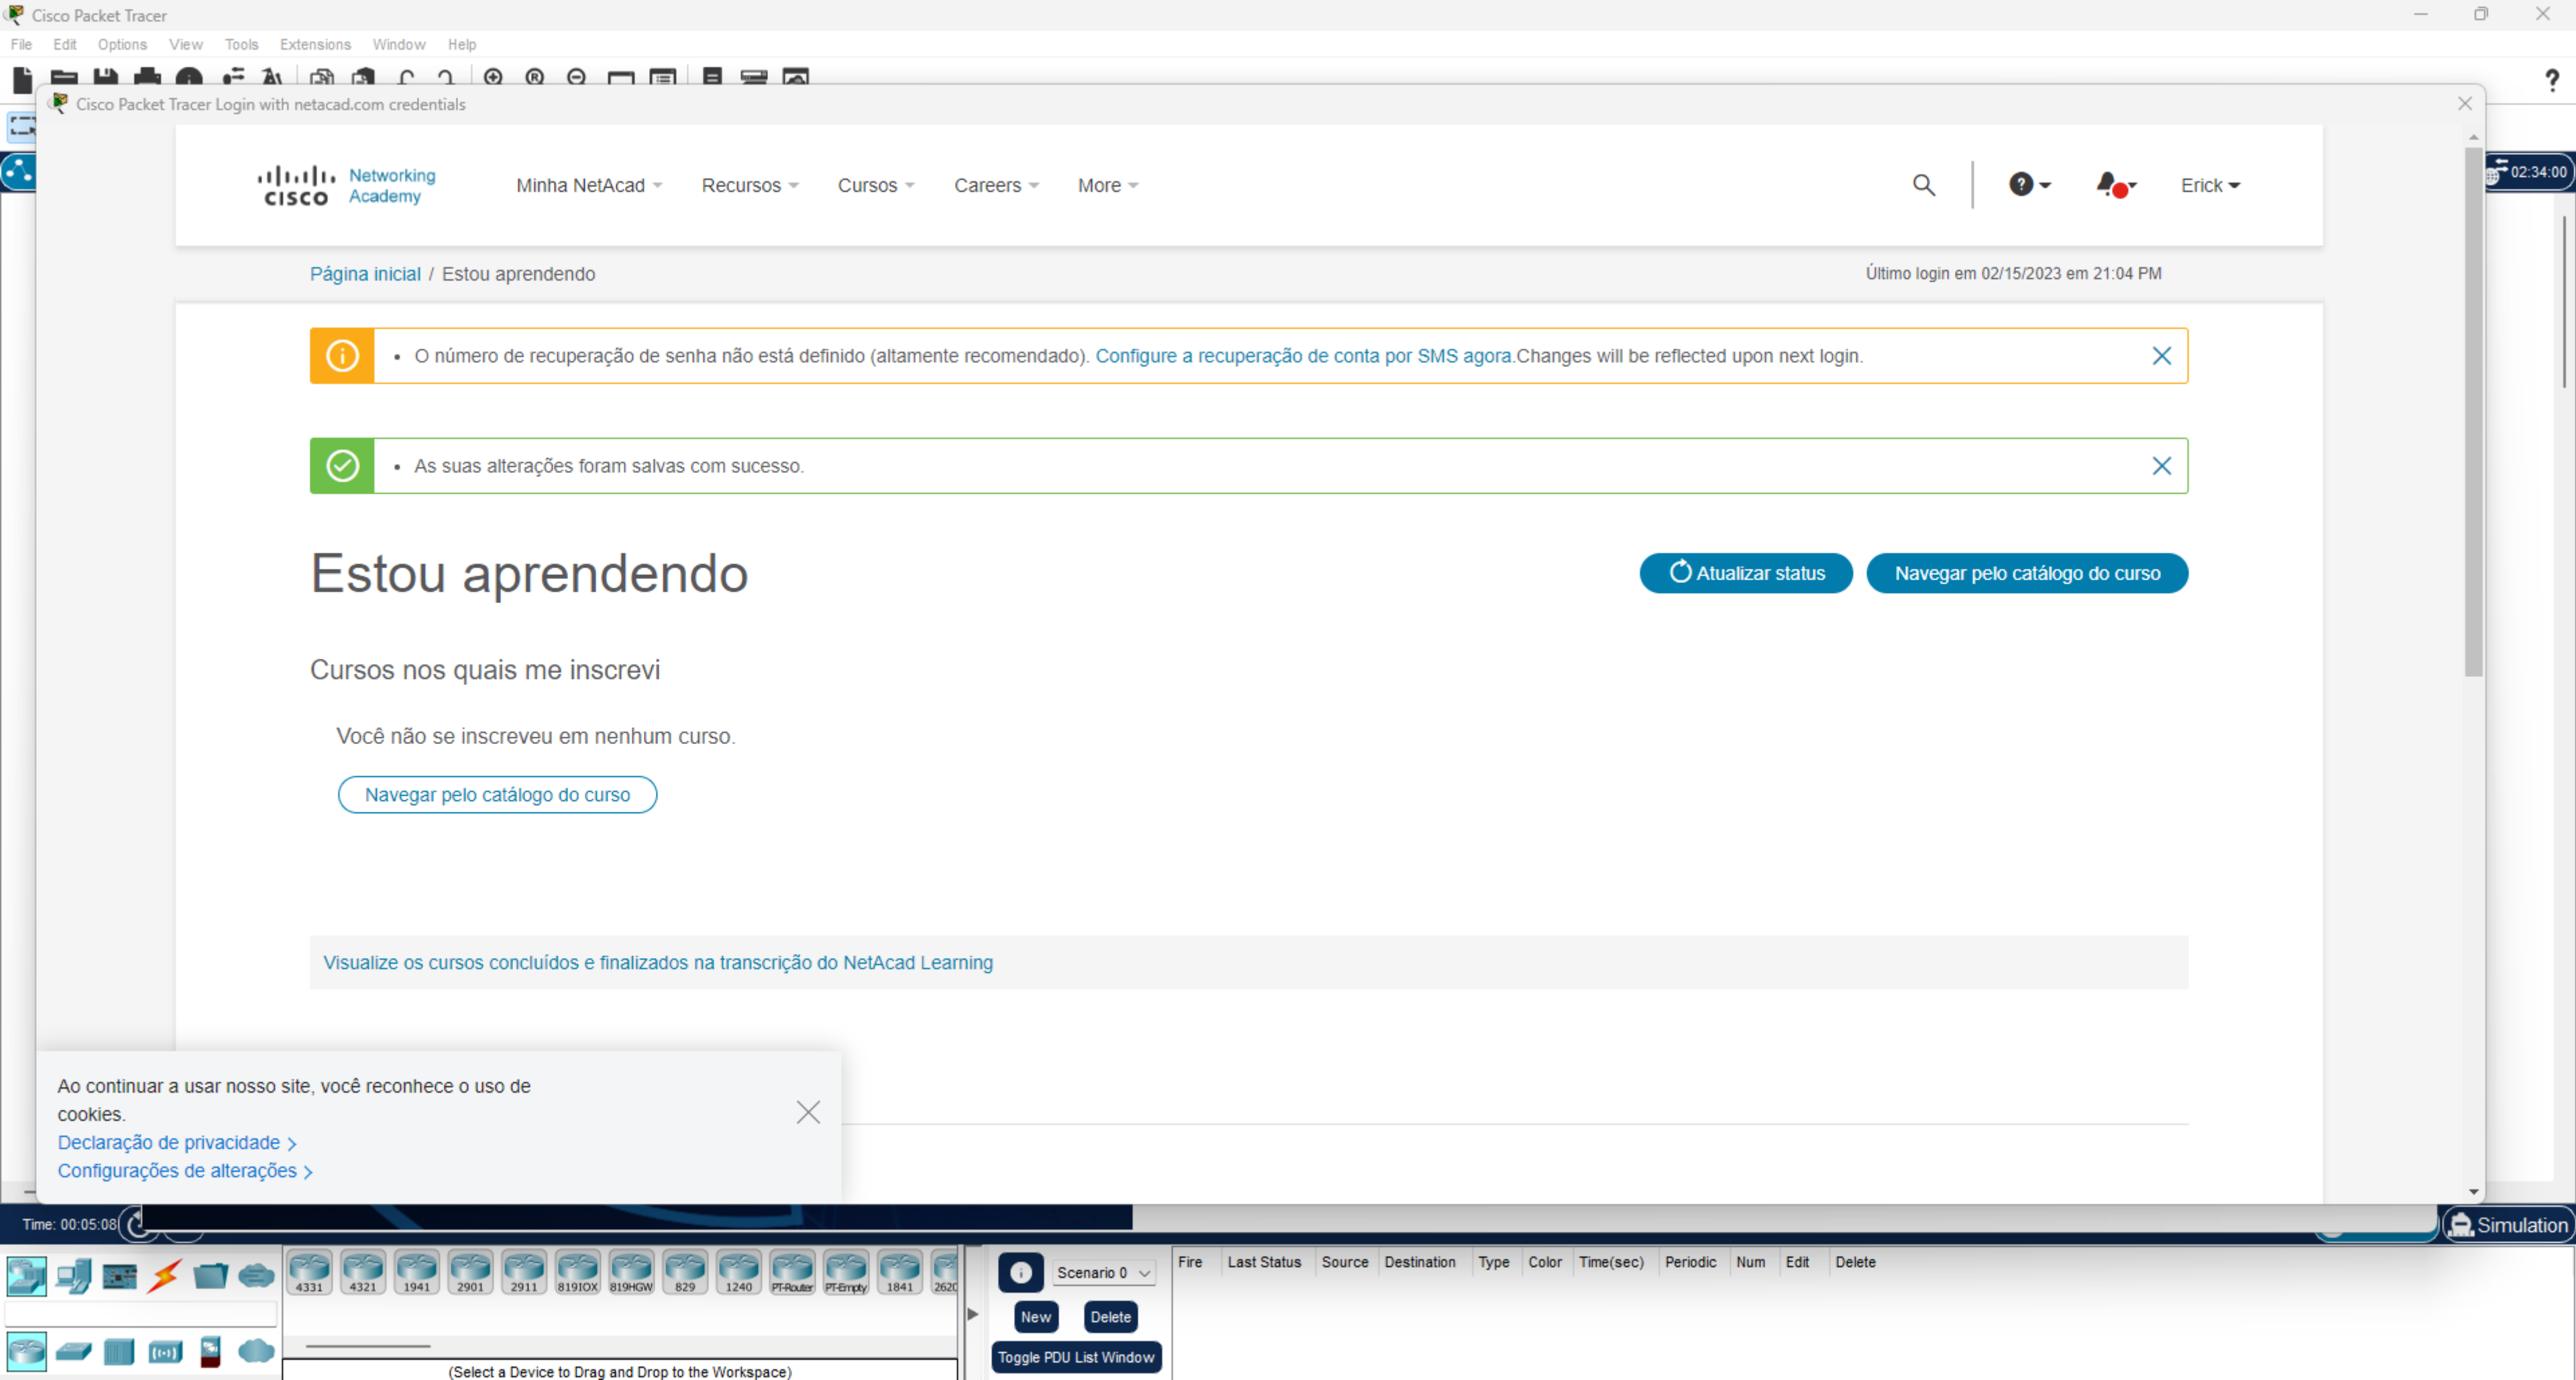 Cisco Packet Tracer
File Edit Options View Tools Extensions Window Help
?
Cisco Packet Tracer Login with netacad.com credentials
CISCO Networking Academy
Minha NetAcad Recursos Cursos Careers More
? Erick
02:34:00
Página inicial / Estou aprendendo
Último login em 02/15/2023 em 21:04 PM
• O número de recuperação de senha não está definido (altamente recomendado). Configure a recuperação de conta por SMS agora.Changes will be reflected upon next login.
• As suas alterações foram salvas com sucesso.
Estou aprendendo
Atualizar status
Navegar pelo catálogo do curso
Cursos nos quais me inscrevi
Você não se inscreveu em nenhum curso.
Navegar pelo catálogo do curso
Visualize os cursos concluídos e finalizados na transcrição do NetAcad Learning
Ao continuar a usar nosso site, você reconhece o uso de
cookies.
Declaração de privacidade >
Configurações de alterações >
Time: 00:05:08
Simulation
4331 4321 1941 2901 2911 819IOX 819HGW 829 1240 PT-Router PT-Empty 1841
Scenario 0
Fire Last Status Source Destination Type Color Time(sec) Periodic Num Edit Delete
New Delete
Toggle PDU List Window
(Select a Device to Drag and Drop to the Workspace)